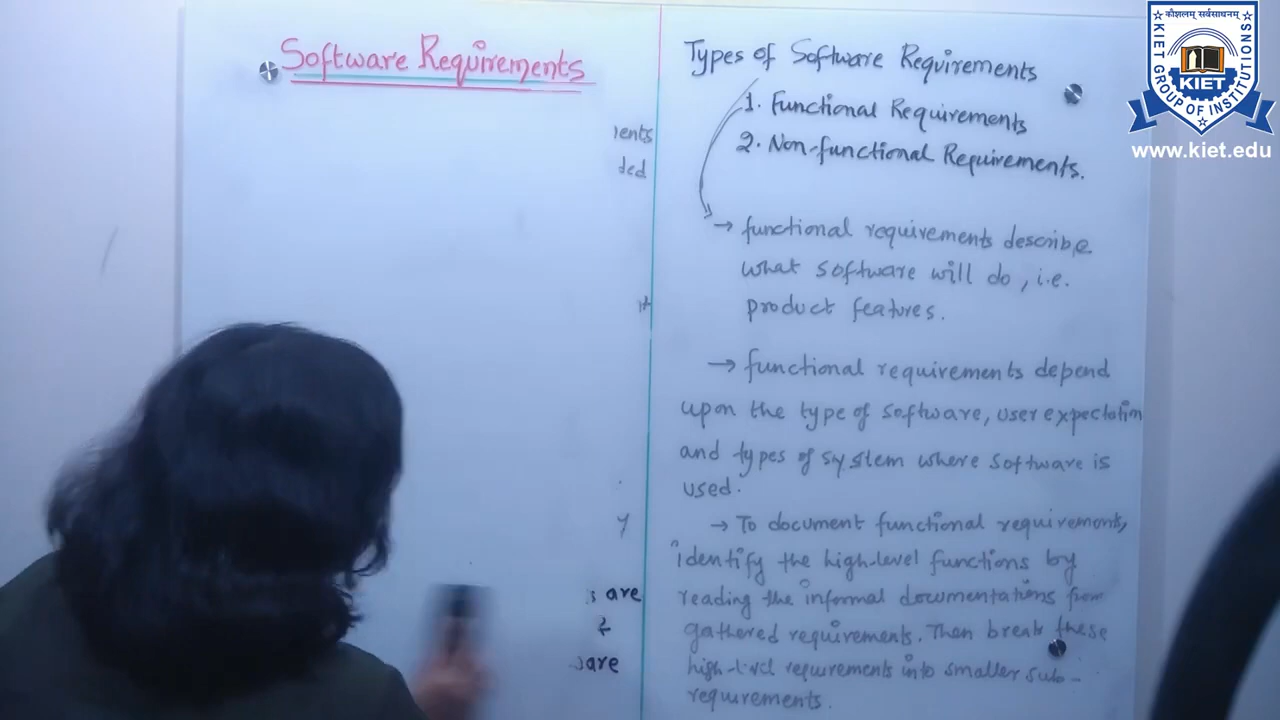 Software Requirements
ded
it
y
s are
&
are
Types of Software Requirements
1. Functional Requirements
2. Non-functional Requirements.
→ functional requirements describe
what software will do, i.e.
product features.
→ functional requirements depend
upon the type of software, user expectation
and types of system where software is
used.
→ To document functional requirements,
identify the high-level functions by
reading the informal documentations from
gathered requirements. Then break these
high-level requirements into smaller sub-
requirements.
कौशलम् सर्वसाधनम्
KIET GROUP OF INSTITUTIONS
KIET
www.kiet.edu